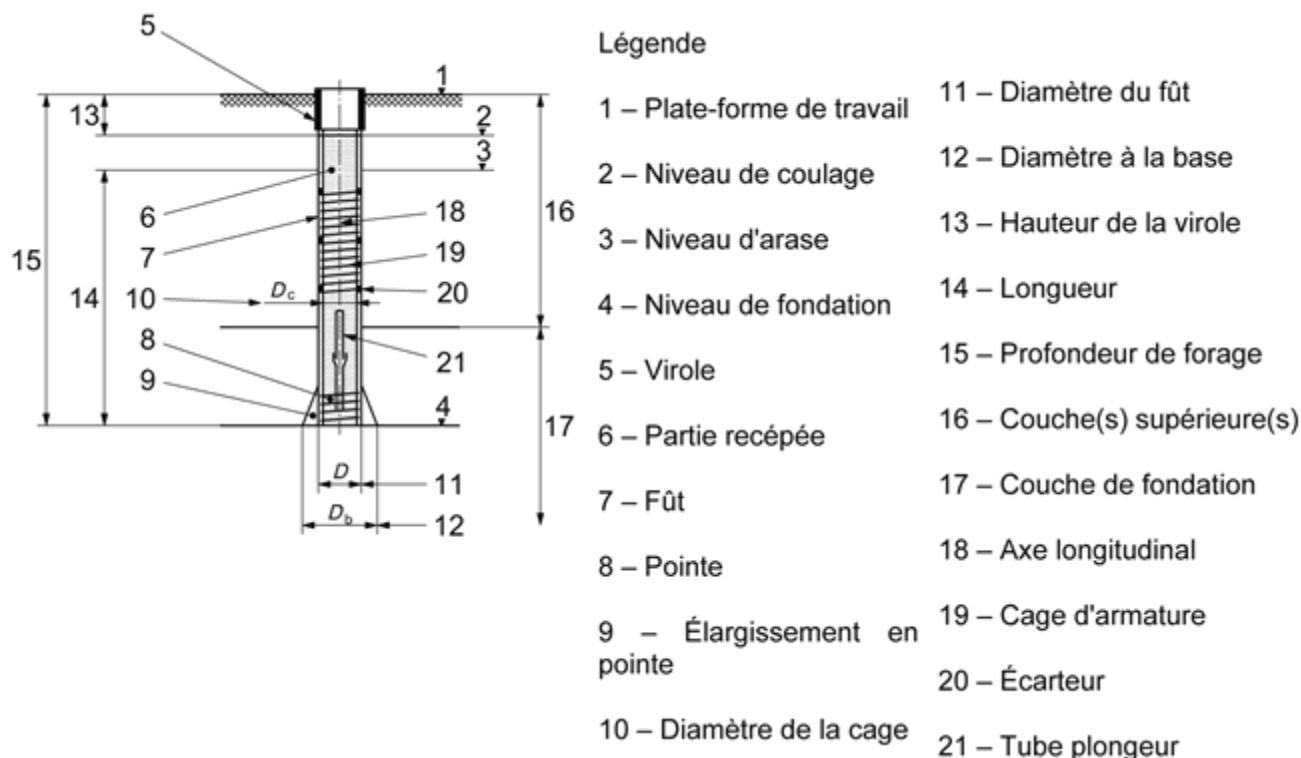 5
1
13
2
3
6
18
16
7
19
15
14
10
D_c
20
8
21
9
4
17
D
11
D_b
12
Légende
1 – Plate-forme de travail
2 – Niveau de coulage
3 – Niveau d'arase
4 – Niveau de fondation
5 – Virole
6 – Partie recépée
7 – Fût
8 – Pointe
9 – Élargissement en
pointe
10 – Diamètre de la cage
11 – Diamètre du fût
12 – Diamètre à la base
13 – Hauteur de la virole
14 – Longueur
15 – Profondeur de forage
16 – Couche(s) supérieure(s)
17 – Couche de fondation
18 – Axe longitudinal
19 – Cage d'armature
20 – Écarteur
21 – Tube plongeur